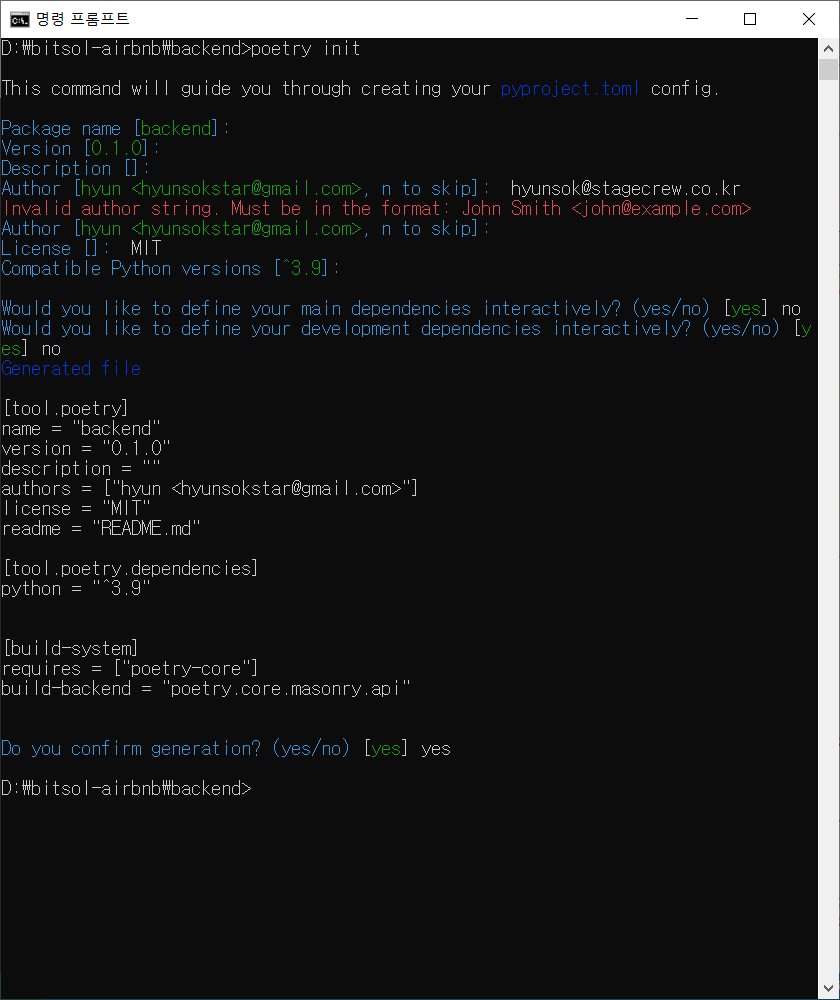 명령 프롬프트
D:₩bitsol-airbnb₩backend>poetry init
This command will guide you through creating your pyproject.toml config.
Package name [backend]:
Version [0.1.0]:
Description []:
Author [hyun <hyunsokstar@gmail.com>, n to skip]:  hyunsok@stagecrew.co.kr
Invalid author string. Must be in the format: John Smith <john@example.com>
Author [hyun <hyunsokstar@gmail.com>, n to skip]:
License []:  MIT
Compatible Python versions [^3.9]:
Would you like to define your main dependencies interactively? (yes/no) [yes] no
Would you like to define your development dependencies interactively? (yes/no) [y
es] no
Generated file
[tool.poetry]
name = "backend"
version = "0.1.0"
description = ""
authors = ["hyun <hyunsokstar@gmail.com>"]
license = "MIT"
readme = "README.md"
[tool.poetry.dependencies]
python = "^3.9"
[build-system]
requires = ["poetry-core"]
build-backend = "poetry.core.masonry.api"
Do you confirm generation? (yes/no) [yes] yes
D:₩bitsol-airbnb₩backend>